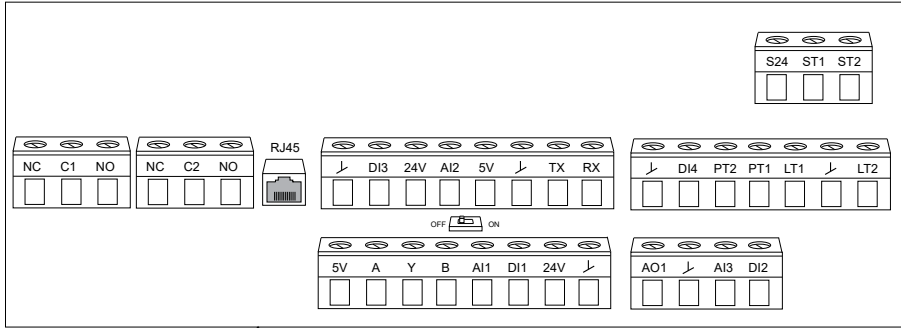 S24 ST1 ST2
RJ45
NC C1 NO
NC C2 NO
DI3 24V AI2 5V TX RX
DI4 PT2 PT1 LT1 LT2
OFF ON
5V A Y B AI1 DI1 24V
AO1 AI3 DI2